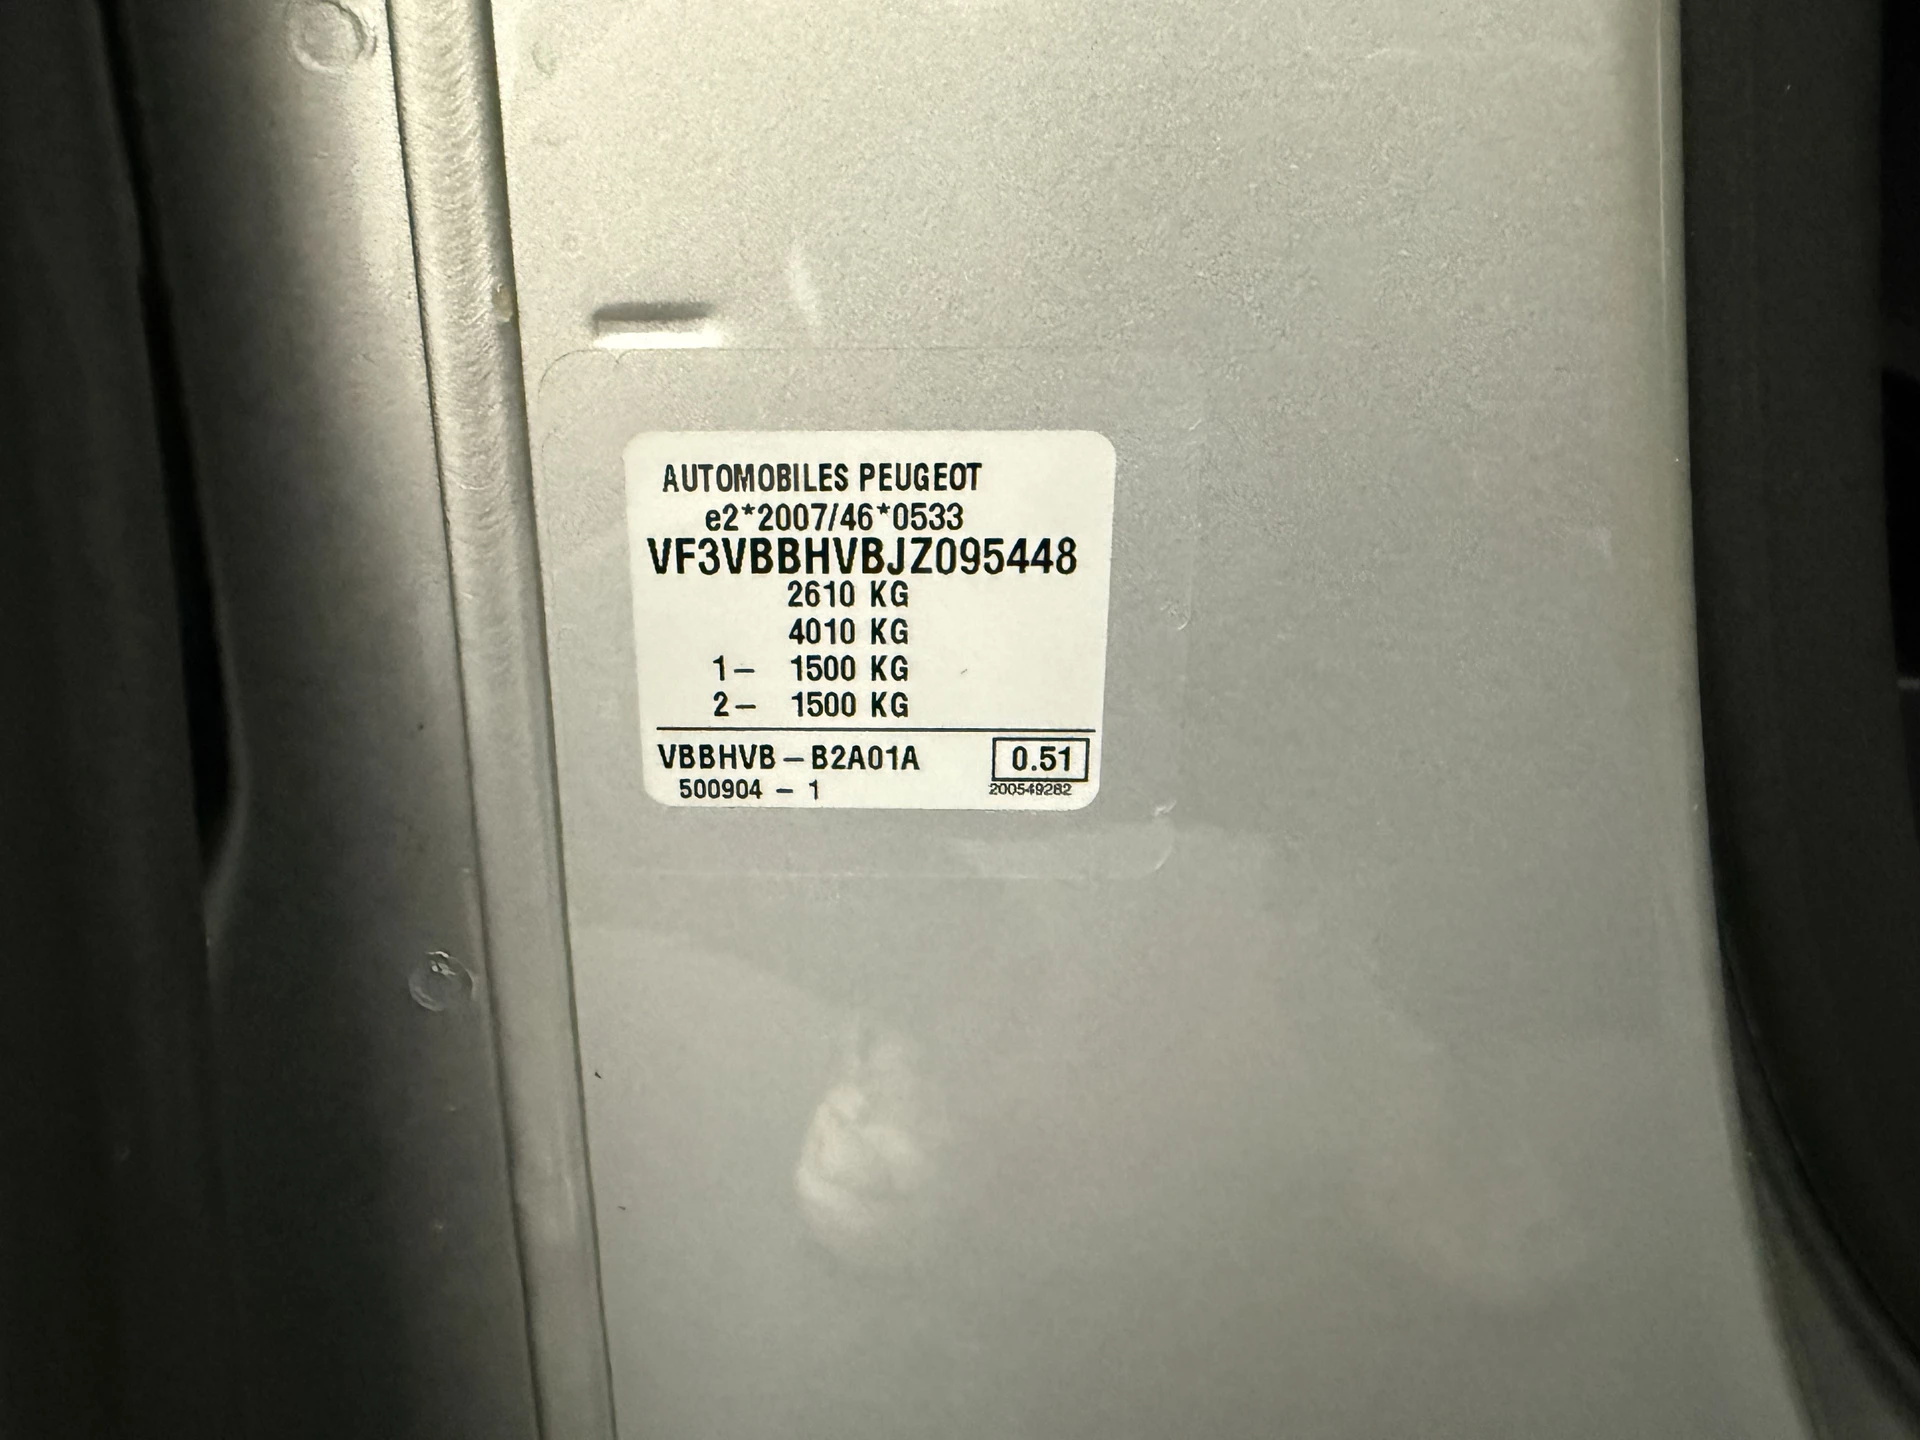 AUTOMOBILES PEUGEOT
e2*2007/46*0533
VF3VBBHVBJZ095448
2610 KG
4010 KG
1– 1500 KG
2– 1500 KG
VBBHVB – B2A01A 0.51
500904 – 1 200549282